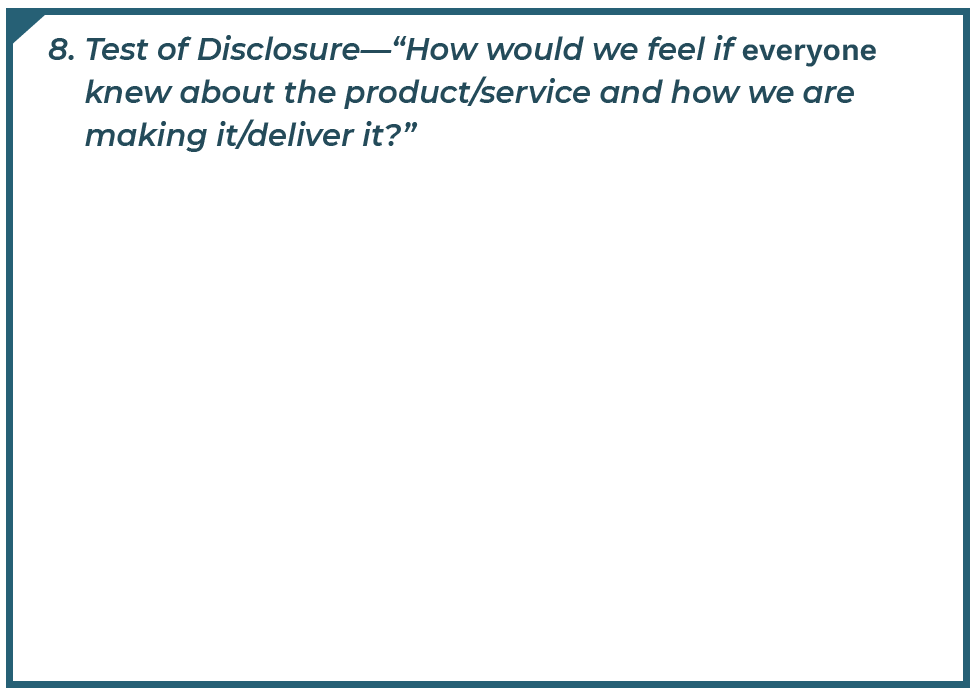 8. Test of Disclosure—“How would we feel if everyone
knew about the product/service and how we are
making it/deliver it?”